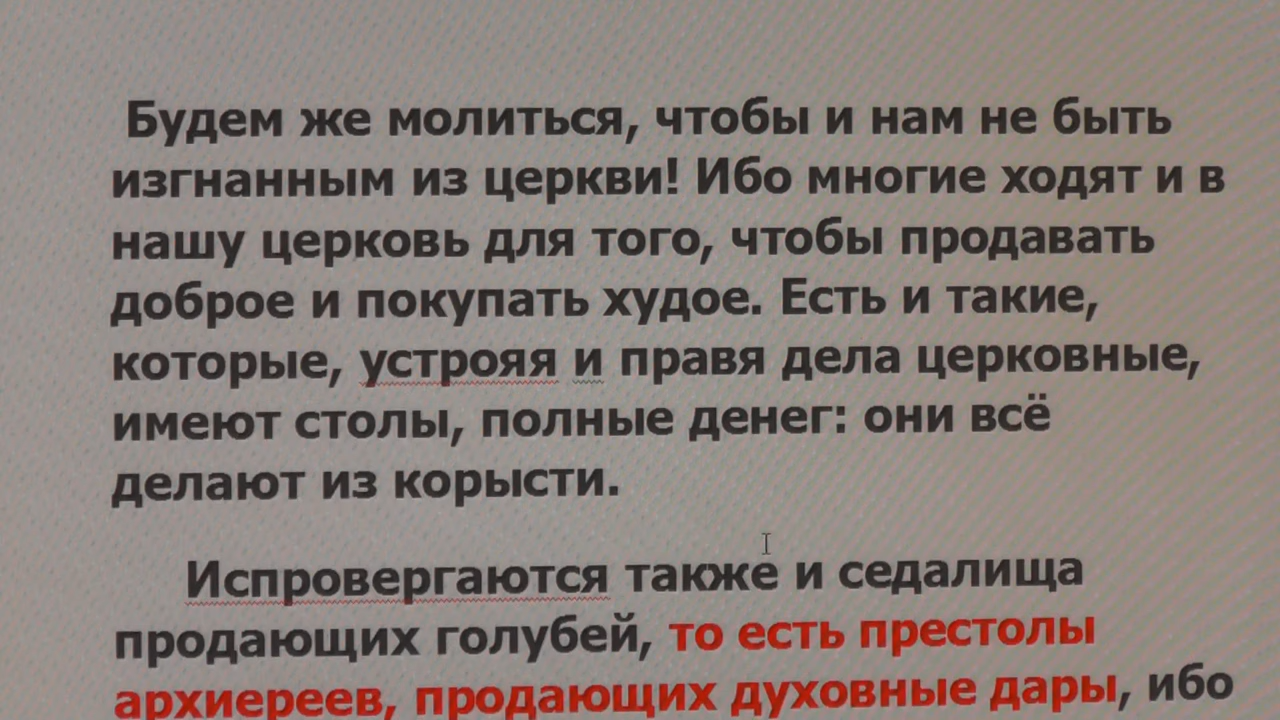 Будем же молиться, чтобы и нам не быть
изгнанным из церкви! Ибо многие ходят и в
нашу церковь для того, чтобы продавать
доброе и покупать худое. Есть и такие,
которые, устрояя и правя дела церковные,
имеют столы, полные денег: они всё
делают из корысти.
Испровергаются также и седалища
продающих голубей, то есть престолы
архиереев, продающих духовные дары, ибо